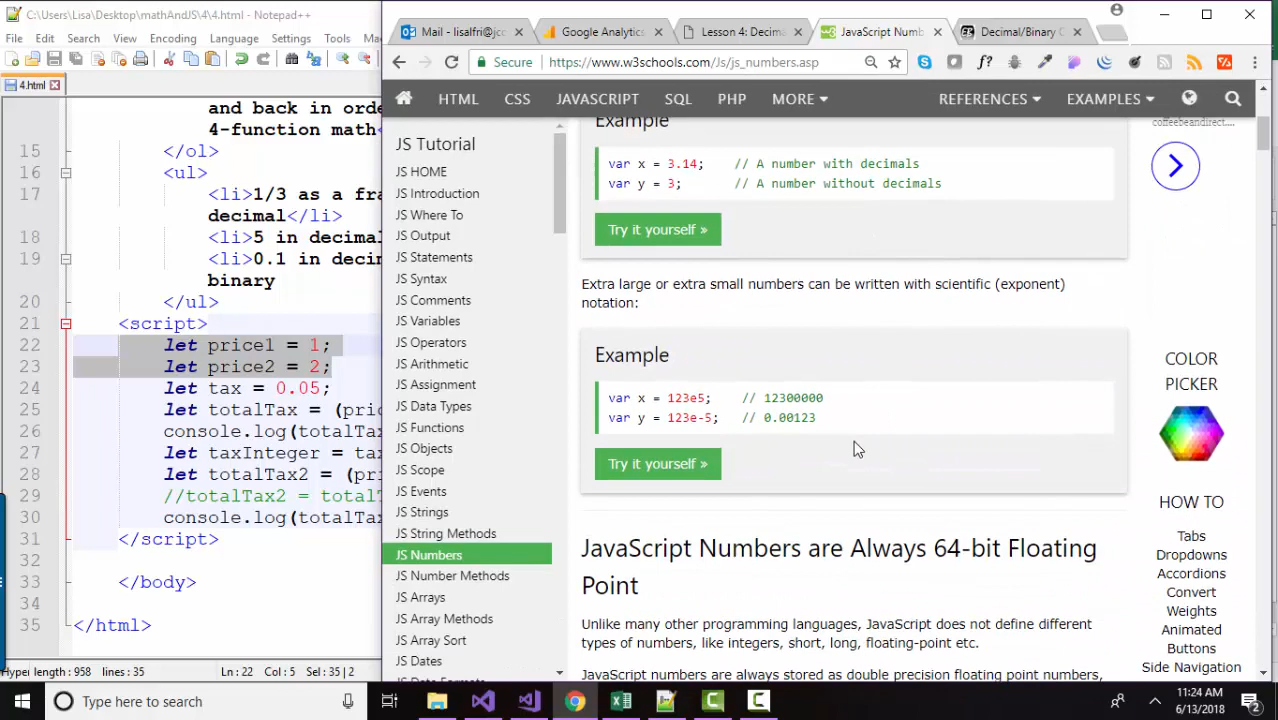 C:\Users\Lisa\Desktop\mathAndJS\4\4.html - Notepad++
File Edit Search View Encoding Language Settings Tools
4.html
and back in orde
4-function math<
15 </ol>
16 <ul>
17 <li>1/3 as a fra
decimal</li>
18 <li>5 in decimal
19 <li>0.1 in deci
binary
20 </ul>
21 <script>
22 let price1 = 1;
23 let price2 = 2;
24 let tax = 0.05;
25 let totalTax = (pric
26 console.log(totalTax
27 let taxInteger = tax
28 let totalTax2 = (pri
29 //totalTax2 = totalT
30 console.log(totalTax
31 </script>
32
33 </body>
34
35 </html>
length : 958 lines : 35 Ln : 22 Col : 5 Sel : 35 | 2
Mail - lisalfri@jcc
Google Analytics
Lesson 4: Decima
JavaScript Numb
Decimal/Binary C
Secure https://www.w3schools.com/Js/js_numbers.asp
HTML CSS JAVASCRIPT SQL PHP MORE REFERENCES EXAMPLES
JS Tutorial
JS HOME
JS Introduction
JS Where To
JS Output
JS Statements
JS Syntax
JS Comments
JS Variables
JS Operators
JS Arithmetic
JS Assignment
JS Data Types
JS Functions
JS Objects
JS Scope
JS Events
JS Strings
JS String Methods
JS Numbers
JS Number Methods
JS Arrays
JS Array Methods
JS Array Sort
JS Dates
Example
var x = 3.14; // A number with decimals
var y = 3; // A number without decimals
Try it yourself »
Extra large or extra small numbers can be written with scientific (exponent)
notation:
Example
var x = 123e5; // 12300000
var y = 123e-5; // 0.00123
Try it yourself »
JavaScript Numbers are Always 64-bit Floating
Point
Unlike many other programming languages, JavaScript does not define different
types of numbers, like integers, short, long, floating-point etc.
JavaScript numbers are always stored as double precision floating point numbers,
coffeebeandirect....
COLOR
PICKER
HOW TO
Tabs
Dropdowns
Accordions
Convert
Weights
Animated
Buttons
Side Navigation
Type here to search
11:24 AM
6/13/2018
2